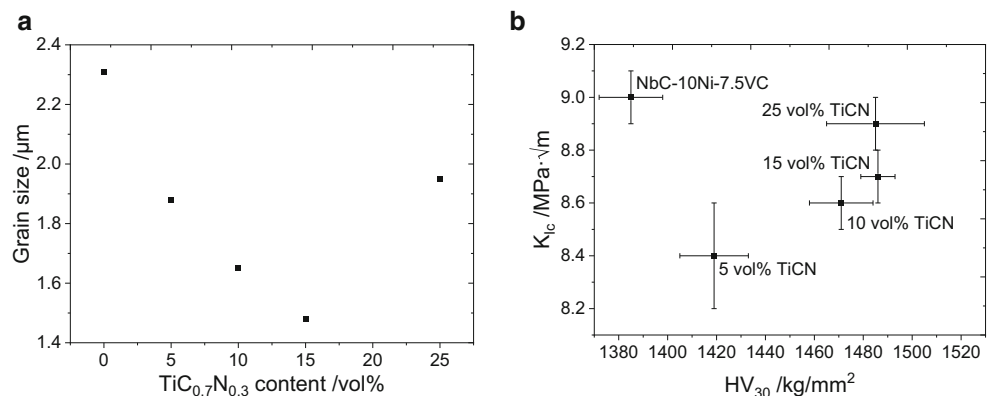 a
2.4
2.2
2.0
1.8
1.6
1.4
Grain size /µm
0 5 10 15 20 25
TiC0.7N0.3 content /vol%
b
9.2
9.0
8.8
8.6
8.4
8.2
KIc /MPa·√m
NbC-10Ni-7.5VC
25 vol% TiCN
15 vol% TiCN
10 vol% TiCN
5 vol% TiCN
1380 1400 1420 1440 1460 1480 1500 1520
HV30 /kg/mm²